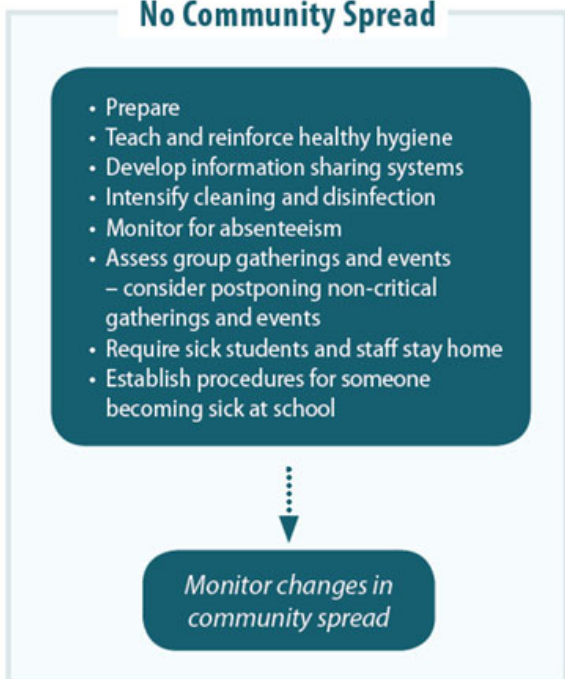 No Community Spread
• Prepare
• Teach and reinforce healthy hygiene
• Develop information sharing systems
• Intensify cleaning and disinfection
• Monitor for absenteeism
• Assess group gatherings and events
– consider postponing non-critical
gatherings and events
• Require sick students and staff stay home
• Establish procedures for someone
becoming sick at school
Monitor changes in
community spread